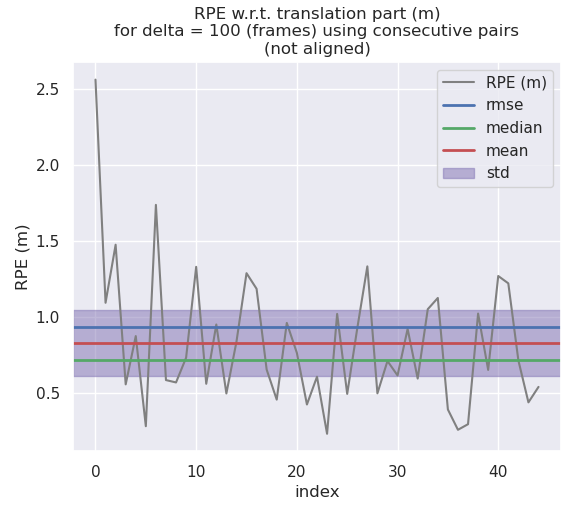 RPE w.r.t. translation part (m)
for delta = 100 (frames) using consecutive pairs
(not aligned)
RPE (m)
rmse
median
mean
std
RPE (m)
2.5
2.0
1.5
1.0
0.5
0
10
20
30
40
index